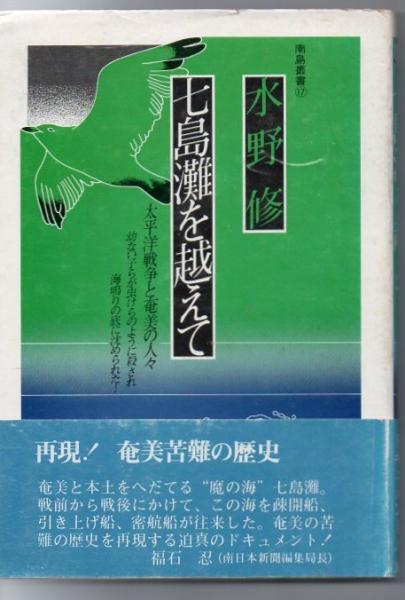 南島叢書⑰
水野修
七島灘を越えて
太平洋戦争と奄美の人々
幼ない子らが虫けらのように殺され
海鳴りの底に沈められた！
再現！ 奄美苦難の歴史
奄美と本土をへだてる“魔の海”七島灘。
戦前から戦後にかけて、この海を疎開船、
引き上げ船、密航船が往来した。奄美の苦
難の歴史を再現する迫真のドキュメント！
福石 忍（南日本新聞編集局長）